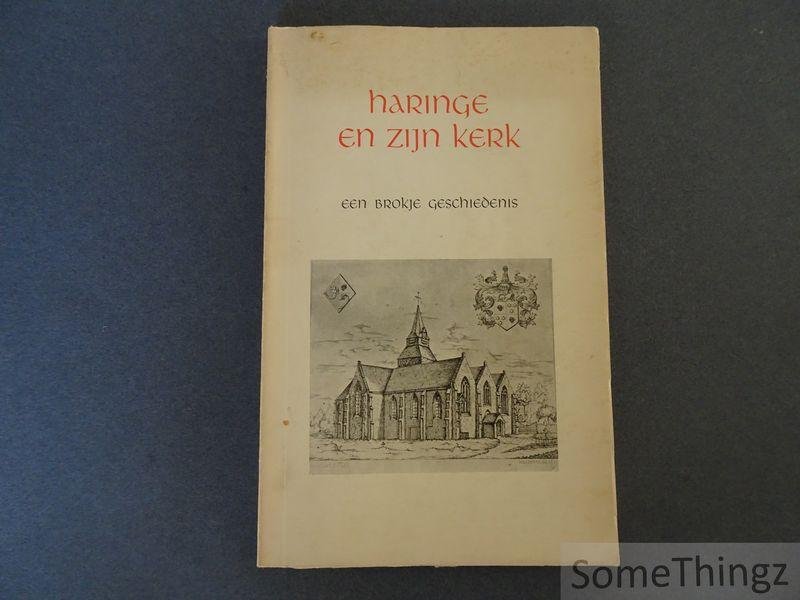 haringe
en zijn kerk
een brokje geschiedenis
SomeThingz